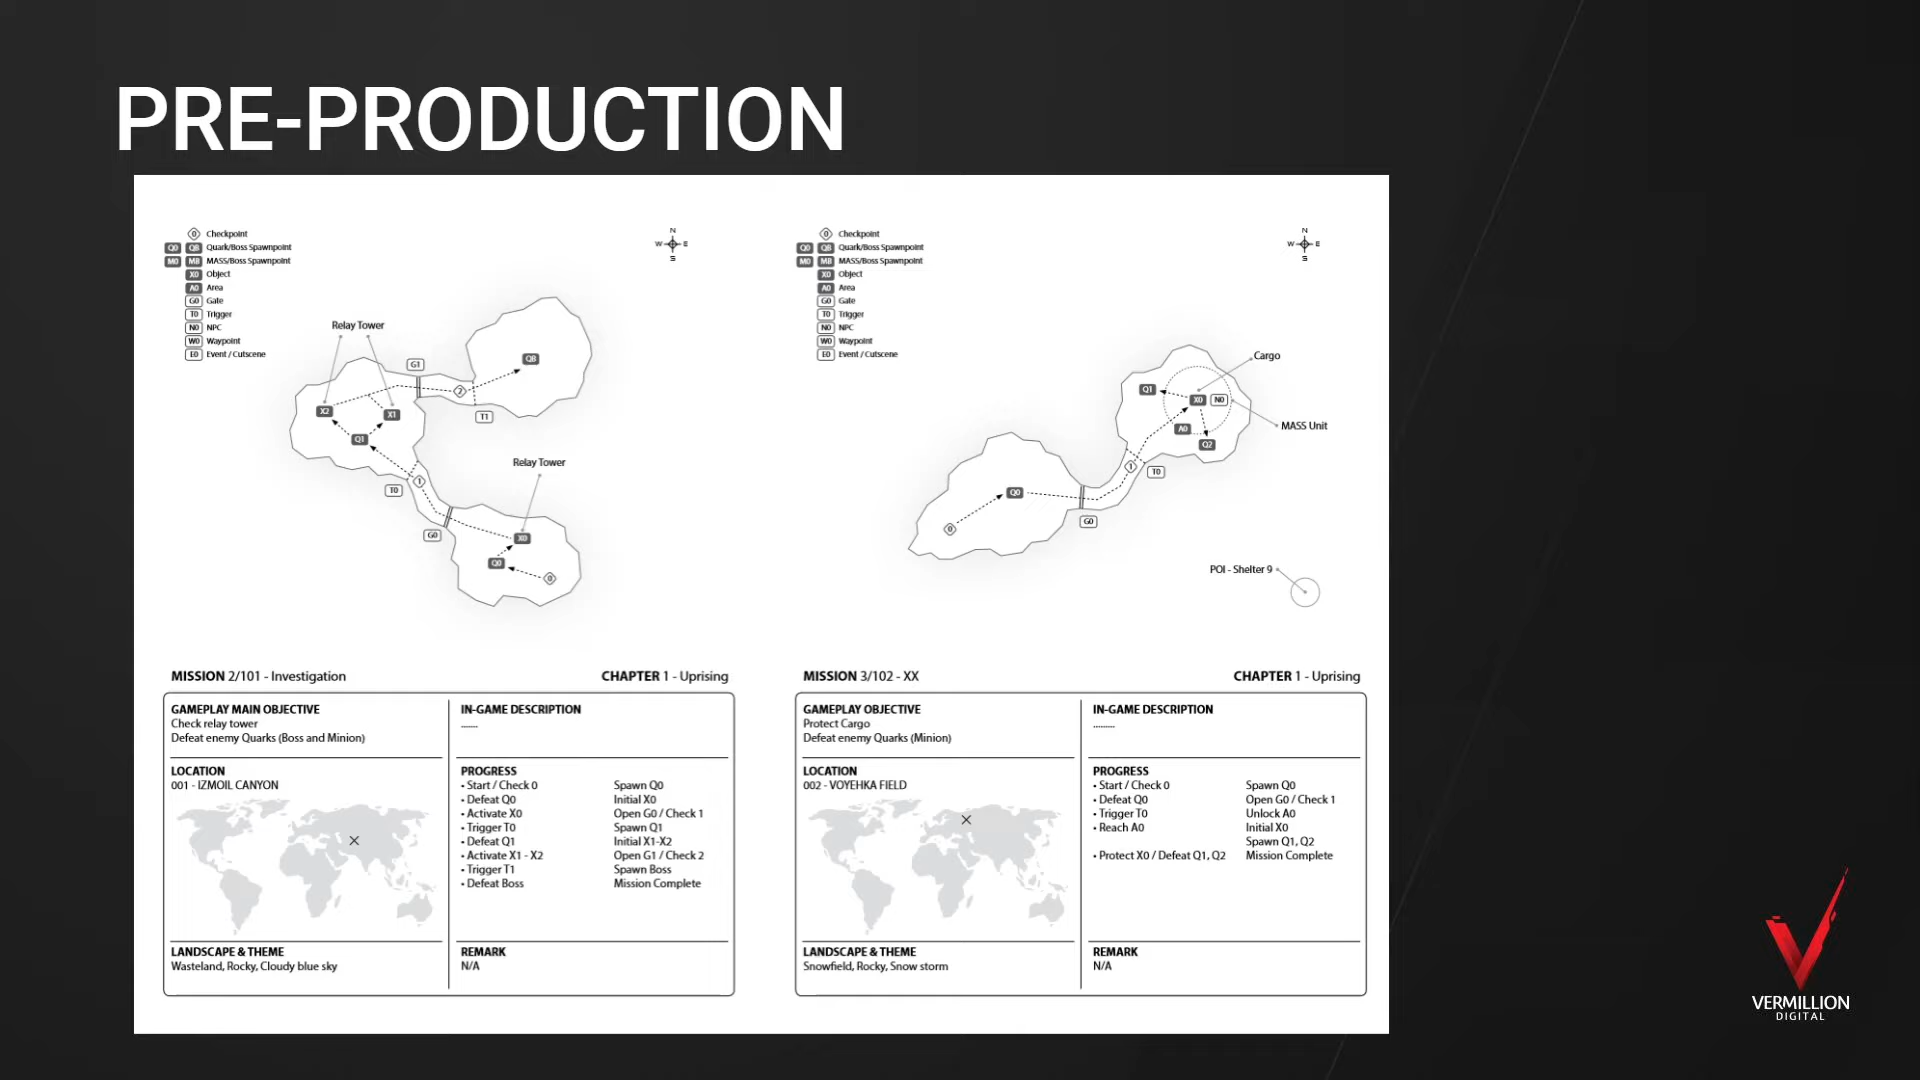 PRE-PRODUCTION
0 Checkpoint
Q0 QB Quark/Boss Spawnpoint
M0 MB MASS/Boss Spawnpoint
X0 Object
A0 Area
G0 Gate
T0 Trigger
N0 NPC
W0 Waypoint
E0 Event / Cutscene
N
W E
S
Relay Tower
G1
QB
2
X2
X1
T1
Q1
Relay Tower
1
T0
G0
X0
Q0
0
MISSION 2/101 - Investigation
CHAPTER 1 - Uprising
GAMEPLAY MAIN OBJECTIVE
Check relay tower
Defeat enemy Quarks (Boss and Minion)
IN-GAME DESCRIPTION
.......
LOCATION
001 - IZMOIL CANYON
PROGRESS
• Start / Check 0 Spawn Q0
• Defeat Q0 Initial X0
• Activate X0 Open G0 / Check 1
• Trigger T0 Spawn Q1
• Defeat Q1 Initial X1-X2
• Activate X1 - X2 Open G1 / Check 2
• Trigger T1 Spawn Boss
• Defeat Boss Mission Complete
LANDSCAPE & THEME
Wasteland, Rocky, Cloudy blue sky
REMARK
N/A
0 Checkpoint
Q0 QB Quark/Boss Spawnpoint
M0 MB MASS/Boss Spawnpoint
X0 Object
A0 Area
G0 Gate
T0 Trigger
N0 NPC
W0 Waypoint
E0 Event / Cutscene
N
W E
S
Cargo
Q1
X0 N0
MASS Unit
A0
Q2
1
T0
Q0
G0
0
POI - Shelter 9
MISSION 3/102 - XX
CHAPTER 1 - Uprising
GAMEPLAY OBJECTIVE
Protect Cargo
Defeat enemy Quarks (Minion)
IN-GAME DESCRIPTION
.........
LOCATION
002 - VOYEHKA FIELD
PROGRESS
• Start / Check 0 Spawn Q0
• Defeat Q0 Open G0 / Check 1
• Trigger T0 Unlock A0
• Reach A0 Initial X0
Spawn Q1, Q2
• Protect X0 / Defeat Q1, Q2 Mission Complete
LANDSCAPE & THEME
Snowfield, Rocky, Snow storm
REMARK
N/A
VERMILLION
DIGITAL